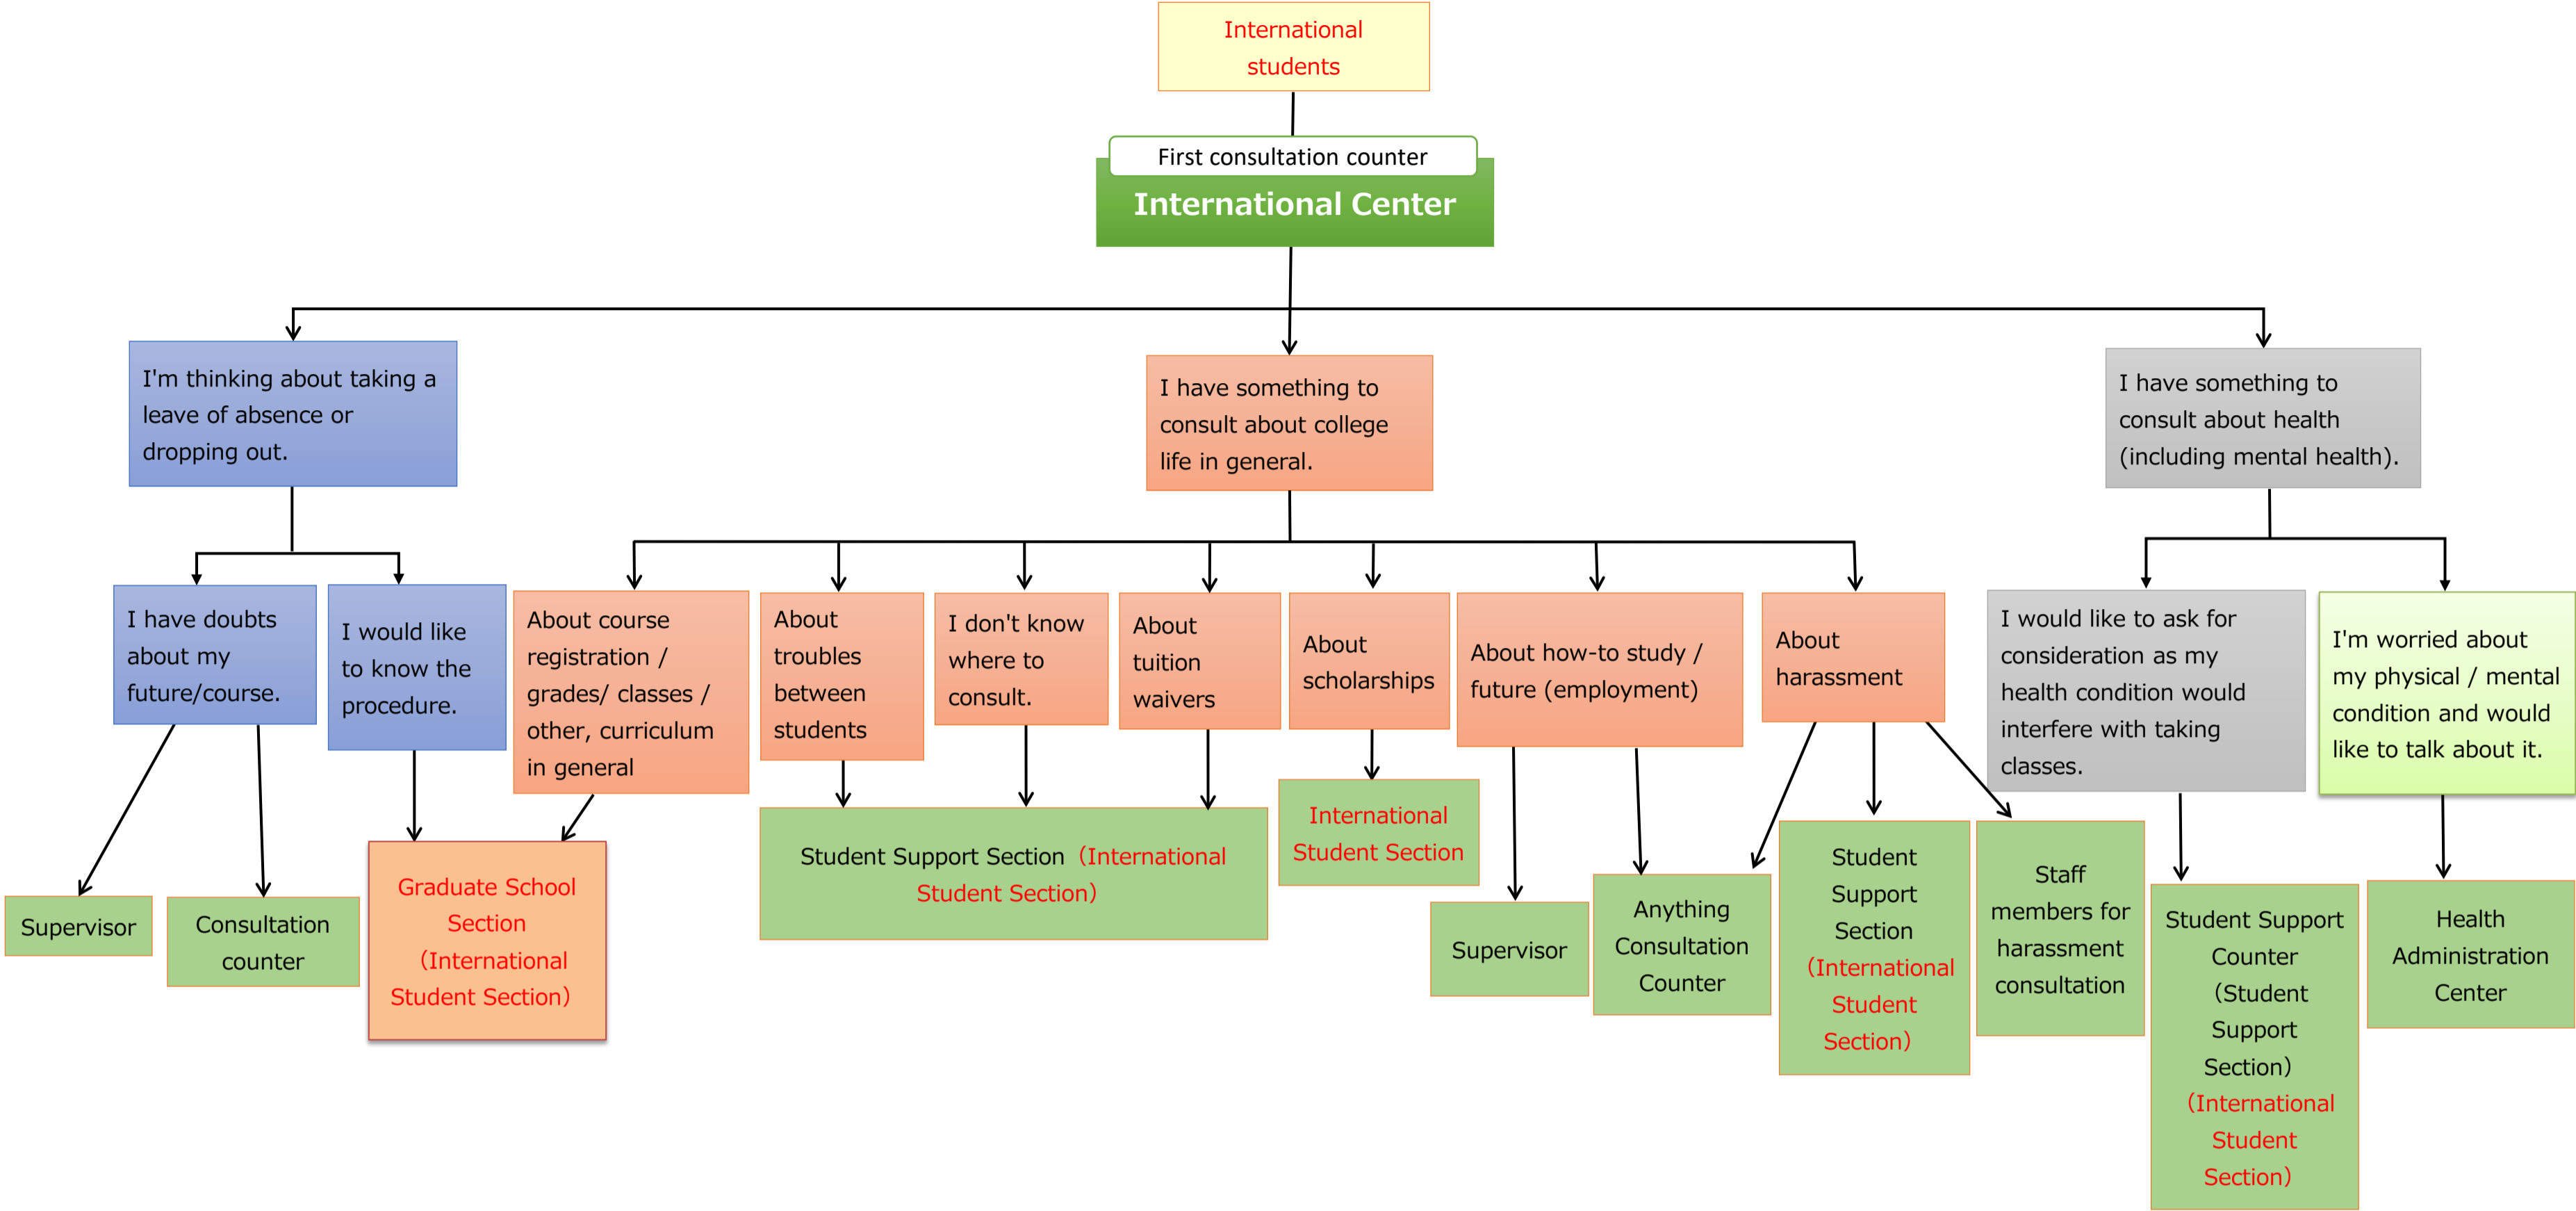 International
students
First consultation counter
International Center
I'm thinking about taking a
leave of absence or
dropping out.
I have something to
consult about college
life in general.
I have something to
consult about health
(including mental health).
I have doubts
about my
future/course.
I would like
to know the
procedure.
About course
registration /
grades/ classes /
other, curriculum
in general
About
troubles
between
students
I don't know
where to
consult.
About
tuition
waivers
About
scholarships
About how-to study /
future (employment)
About
harassment
I would like to ask for
consideration as my
health condition would
interfere with taking
classes.
I'm worried about
my physical / mental
condition and would
like to talk about it.
Supervisor
Consultation
counter
Graduate School
Section
（International
Student Section）
Student Support Section（International
Student Section）
International
Student Section
Supervisor
Anything
Consultation
Counter
Student
Support
Section
（International
Student
Section）
Staff
members for
harassment
consultation
Student Support
Counter
（Student
Support
Section）
（International
Student
Section）
Health
Administration
Center